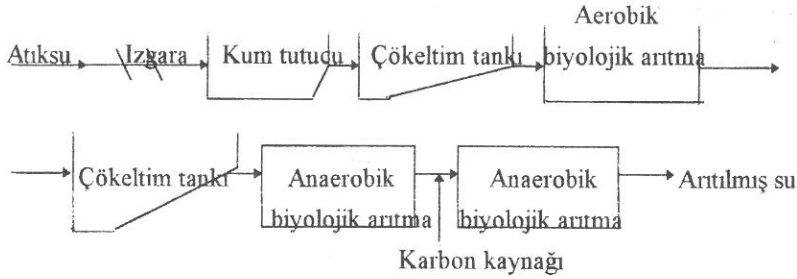 Aerobik
Atıksu Izgara Kum tutucu Çökeltim tankı biyolojik arıtma
Çökeltim tankı Anaerobik Anaerobik Arıtılmış su
biyolojik arıtma biyolojik arıtma
Karbon kaynağı